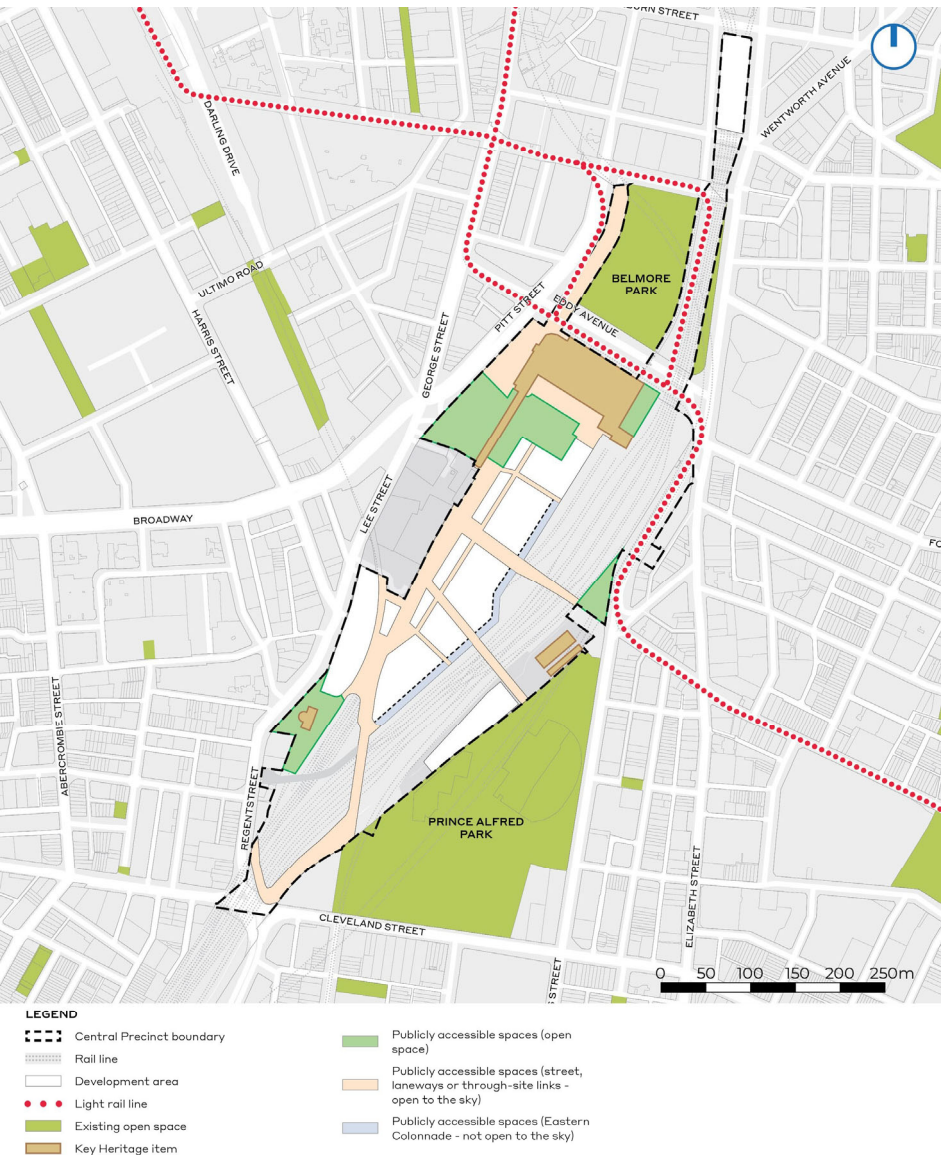 WENTWORTH AVENUE
DARLING DRIVE
ULTIMO ROAD
BELMORE
PARK
HARRIS STREET
GEORGE STREET
PITT STREET
EDDY AVENUE
LEE STREET
BROADWAY
ABERCROMBIE STREET
REGENT STREET
PRINCE ALFRED
PARK
CLEVELAND STREET
ELIZABETH STREET
STREET
0 50 100 150 200 250m
LEGEND
Central Precinct boundary
Rail line
Development area
Light rail line
Existing open space
Key Heritage item
Publicly accessible spaces (open
space)
Publicly accessible spaces (street,
laneways or through-site links -
open to the sky)
Publicly accessible spaces (Eastern
Colonnade - not open to the sky)